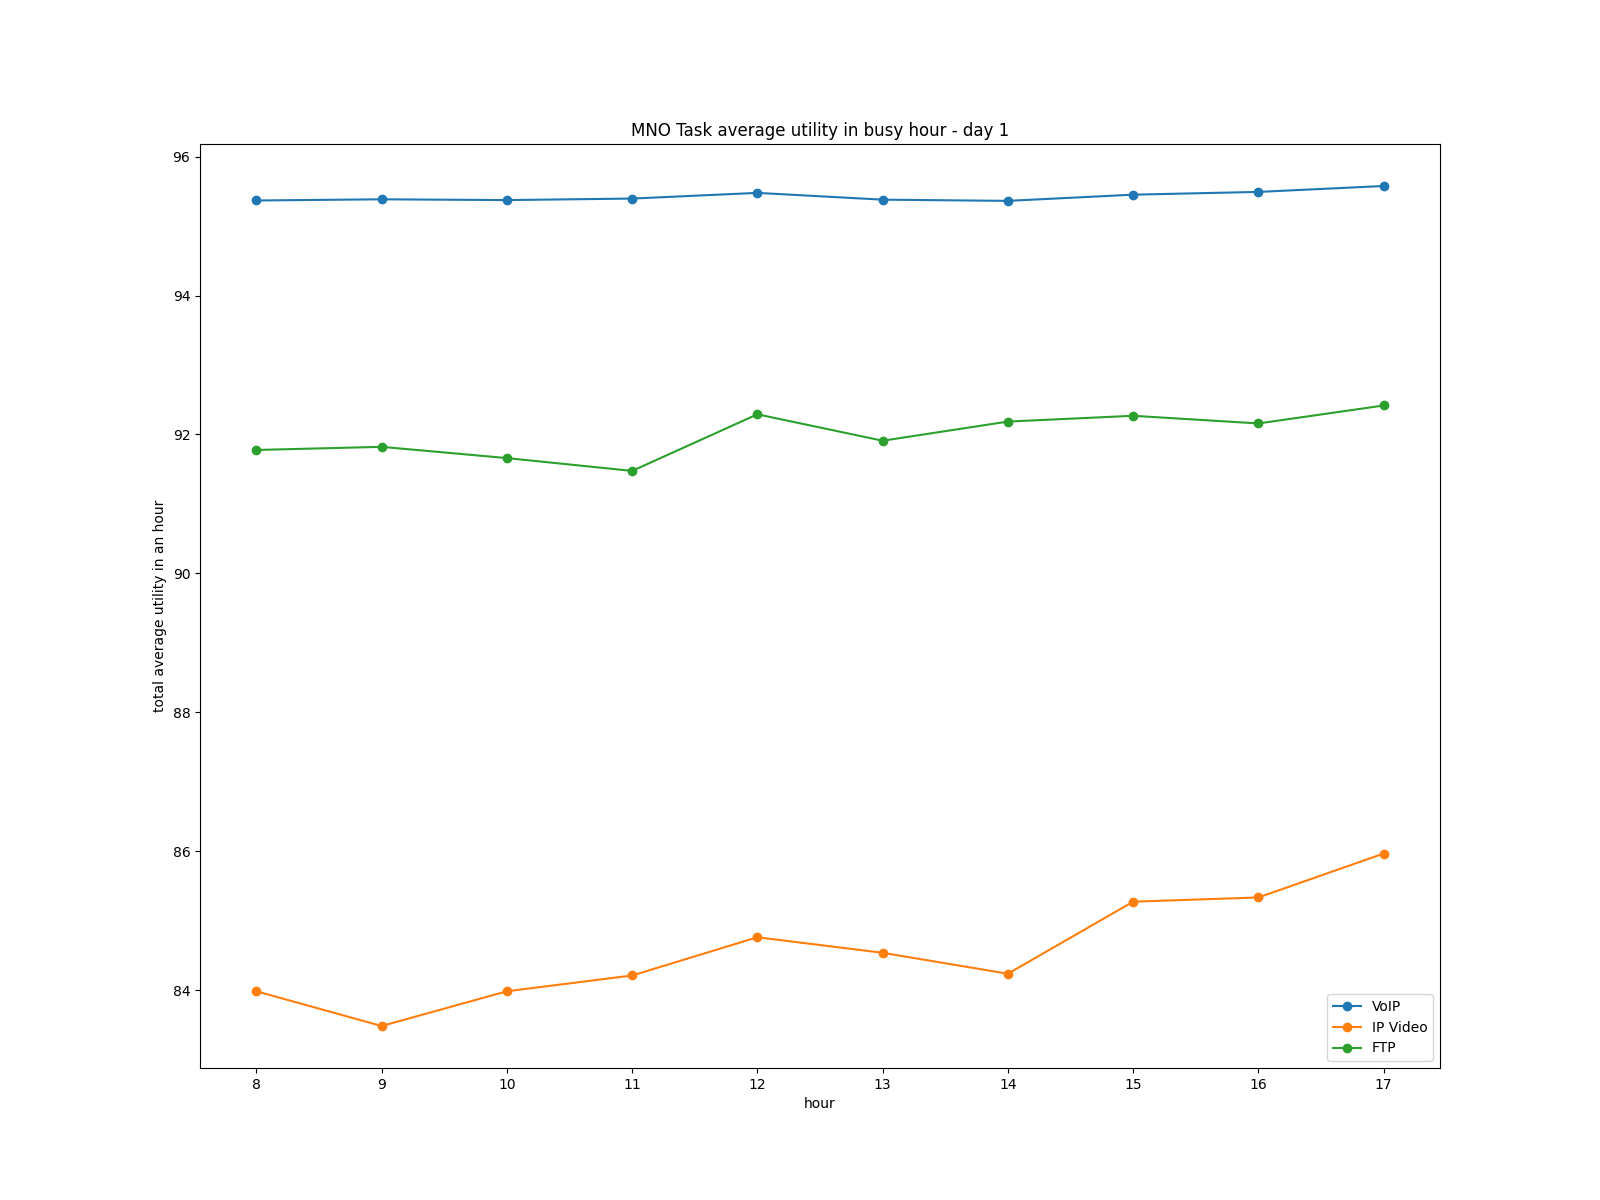 MNO Task average utility in busy hour - day 1
96
94
92
90
88
86
84
total average utility in an hour
8 9 10 11 12 13 14 15 16 17
hour
VoIP
IP Video
FTP